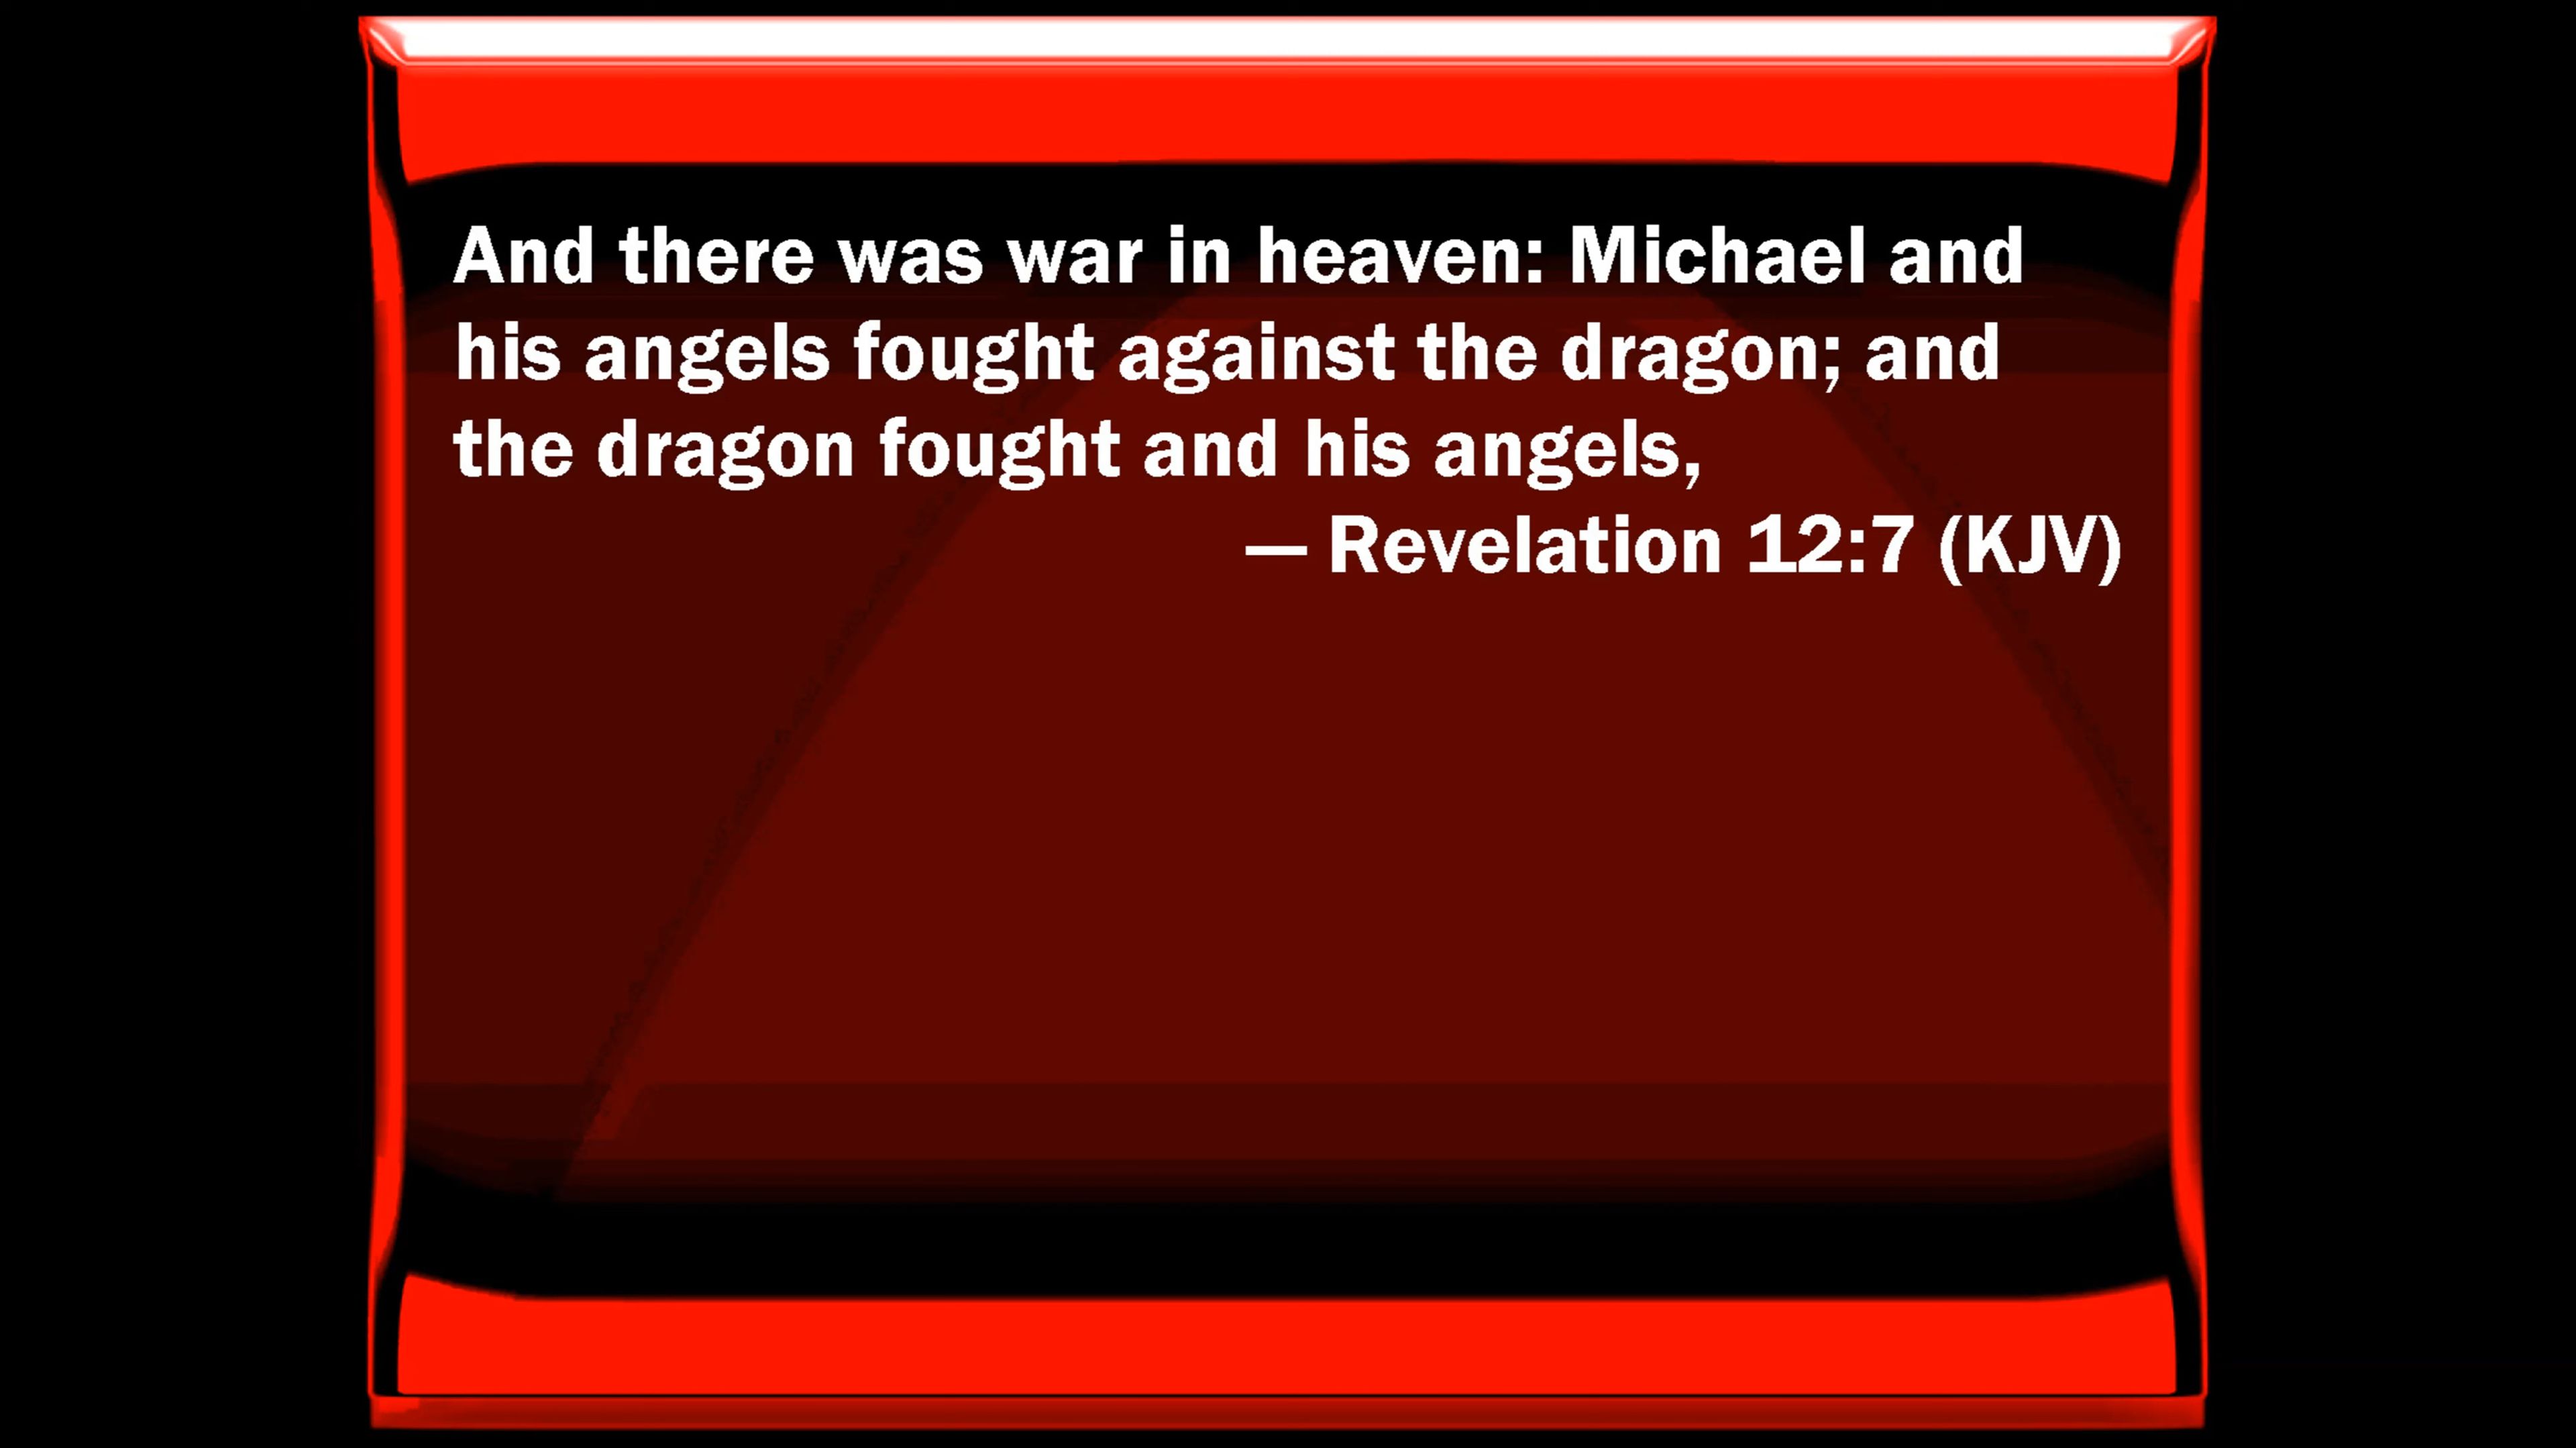 And there was war in heaven: Michael and
his angels fought against the dragon; and
the dragon fought and his angels,
— Revelation 12:7 (KJV)